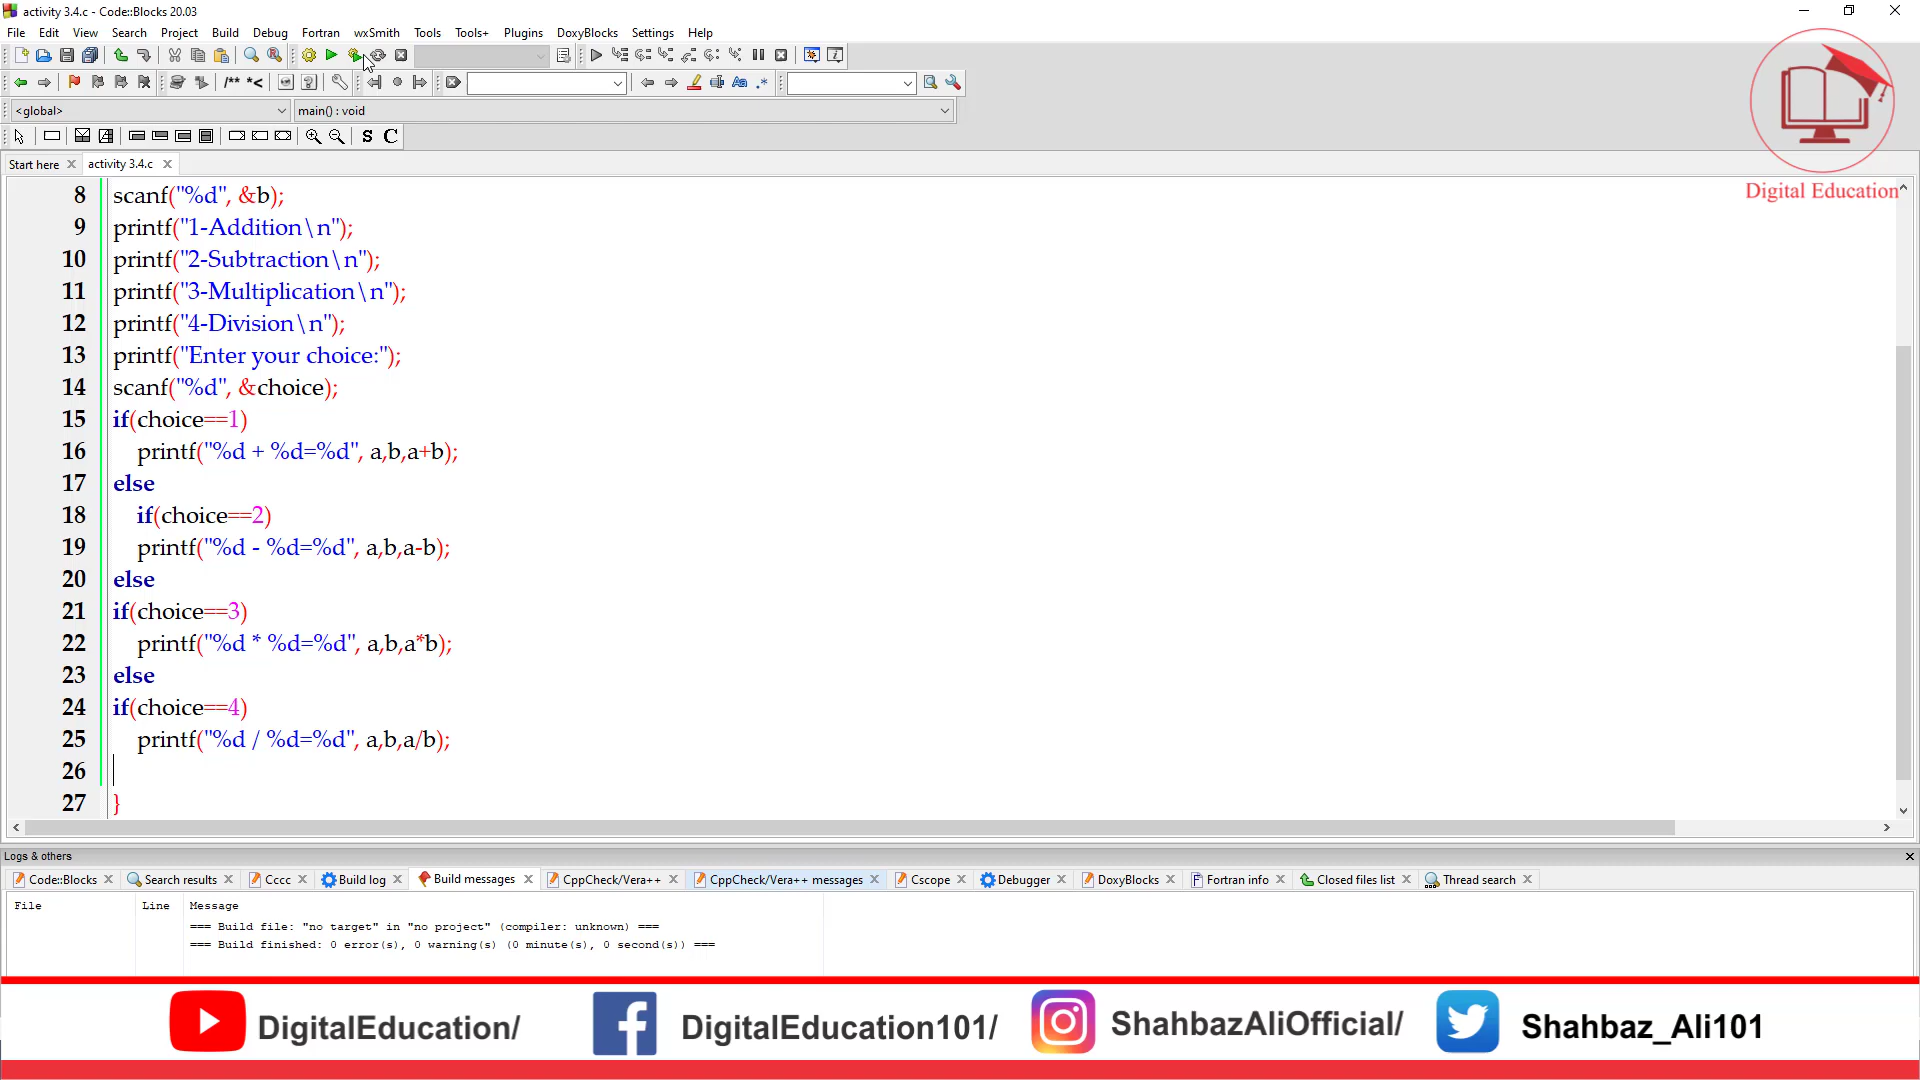 activity 3.4.c - Code::Blocks 20.03
File Edit View Search Project Build Debug Fortran wxSmith Tools Tools+ Plugins DoxyBlocks Settings Help
/** *<
Aa .*
<global> main() : void
S C
Start here activity 3.4.c
Digital Education
8 scanf("%d", &b);
9 printf("1-Addition\n");
10 printf("2-Subtraction\n");
11 printf("3-Multiplication\n");
12 printf("4-Division\n");
13 printf("Enter your choice:");
14 scanf("%d", &choice);
15 if(choice==1)
16 printf("%d + %d=%d", a,b,a+b);
17 else
18 if(choice==2)
19 printf("%d - %d=%d", a,b,a-b);
20 else
21 if(choice==3)
22 printf("%d * %d=%d", a,b,a*b);
23 else
24 if(choice==4)
25 printf("%d / %d=%d", a,b,a/b);
26
27 }
Logs & others
Code::Blocks Search results Cccc Build log Build messages CppCheck/Vera++ CppCheck/Vera++ messages Cscope Debugger DoxyBlocks Fortran info Closed files list Thread search
File Line Message
=== Build file: "no target" in "no project" (compiler: unknown) ===
=== Build finished: 0 error(s), 0 warning(s) (0 minute(s), 0 second(s)) ===
DigitalEducation/ DigitalEducation101/ ShahbazAliOfficial/ Shahbaz_Ali101